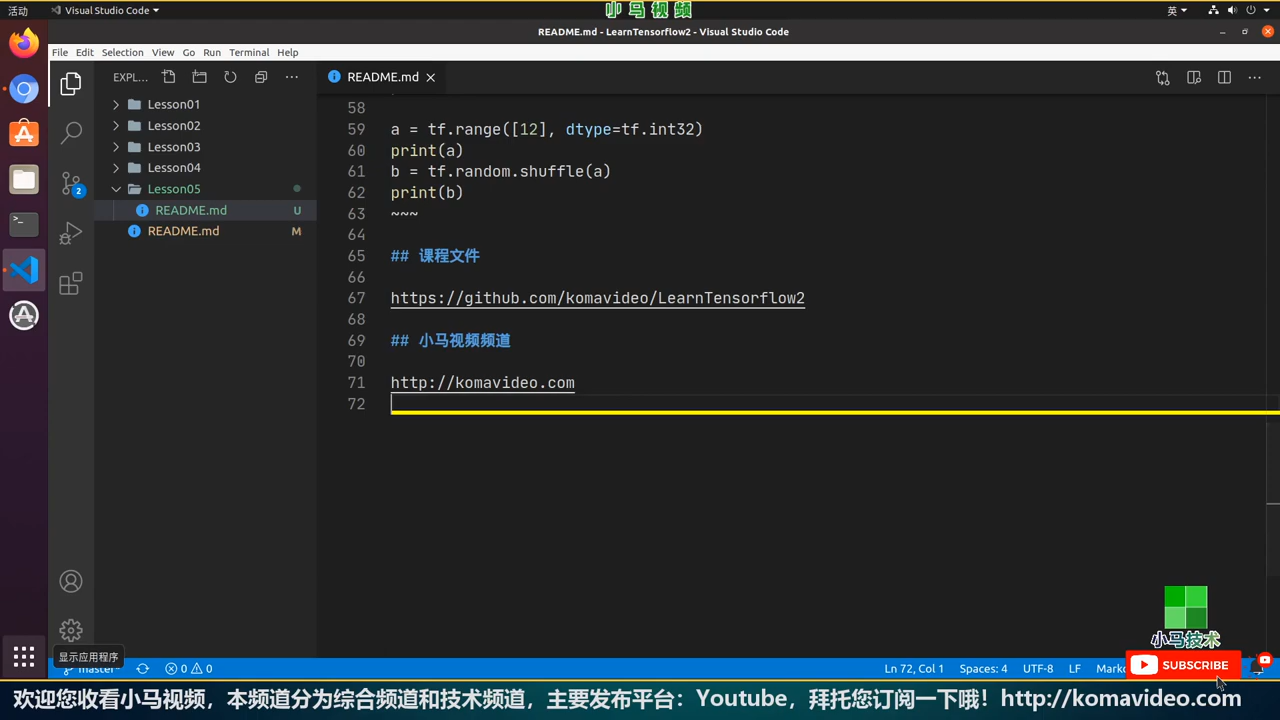 活动
Visual Studio Code
小马视频
英
README.md - LearnTensorflow2 - Visual Studio Code
File Edit Selection View Go Run Terminal Help
EXPL...
README.md
Lesson01
Lesson02
Lesson03
Lesson04
Lesson05
README.md U
README.md M
2
58
59 a = tf.range([12], dtype=tf.int32)
60 print(a)
61 b = tf.random.shuffle(a)
62 print(b)
63 ~~~
64
65 ## 课程文件
66
67 https://github.com/komavideo/LearnTensorflow2
68
69 ## 小马视频频道
70
71 http://komavideo.com
72
小马技术
SUBSCRIBE
显示应用程序
master* 0 0 Ln 72, Col 1 Spaces: 4 UTF-8 LF
欢迎您收看小马视频，本频道分为综合频道和技术频道，主要发布平台：Youtube，拜托您订阅一下哦！http://komavideo.com